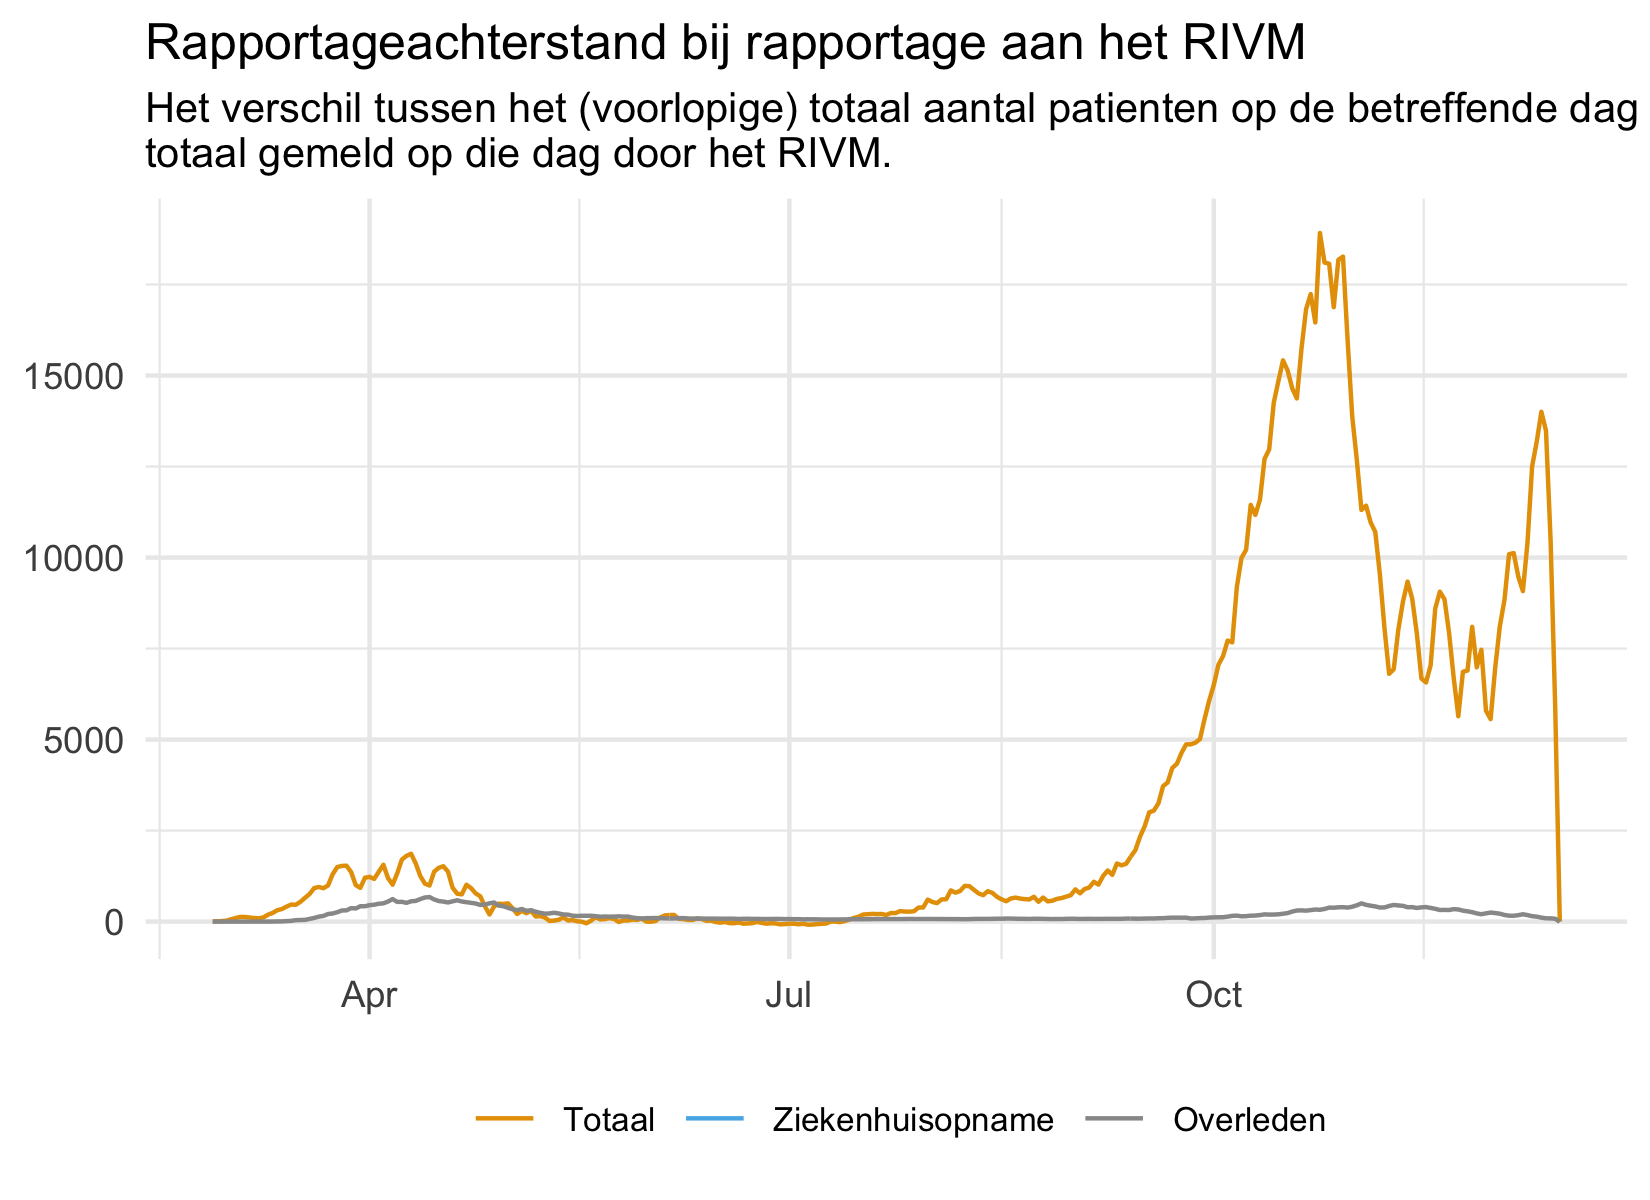 Rapportageachterstand bij rapportage aan het RIVM
Het verschil tussen het (voorlopige) totaal aantal patienten op de betreffende dag
totaal gemeld op die dag door het RIVM.
15000
10000
5000
0
Apr Jul Oct
Totaal Ziekenhuisopname Overleden